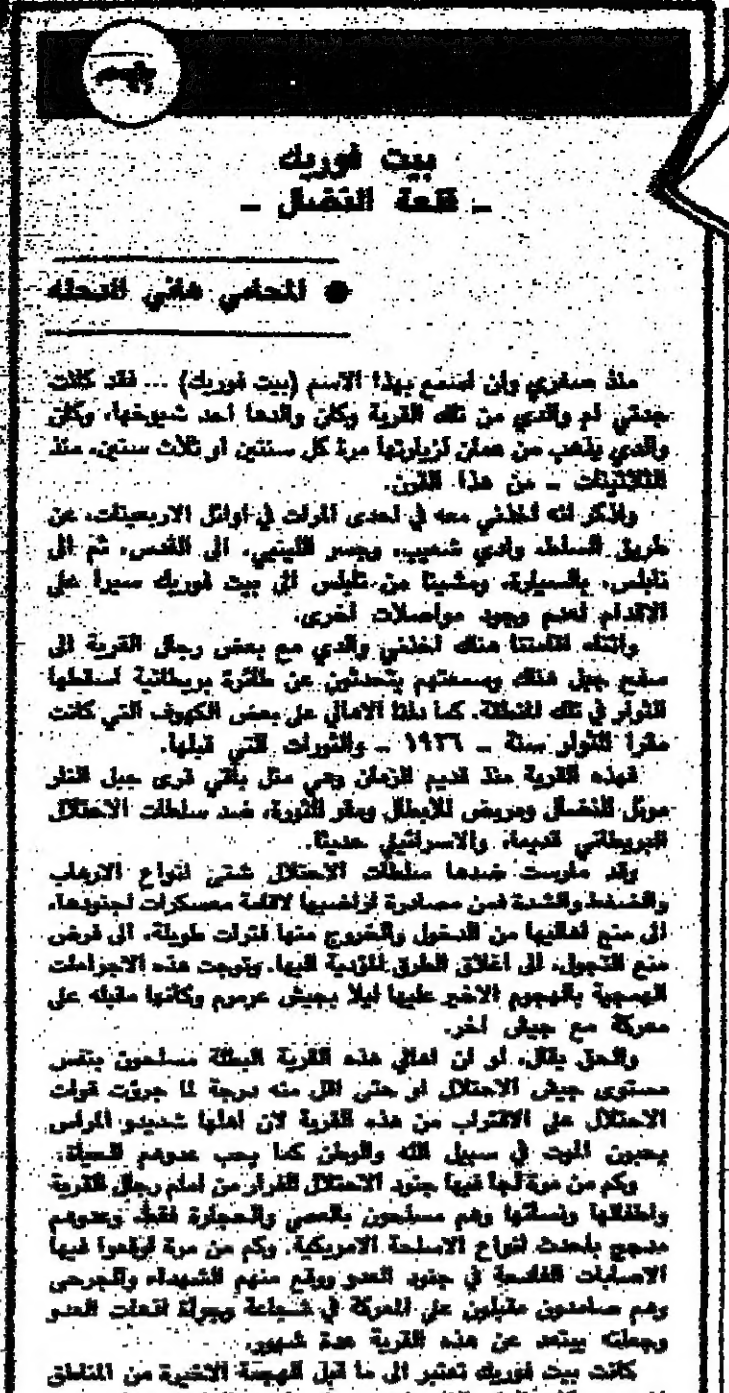 بيت فوريك
ـ قلعة النضال ـ
● المحامي هاني الدحله
منذ صغري وان اسمع بهذا الاسم (بيت فوريك) ... فقد كانت
جدتي ام والدي من تلك القرية وكان والدها احد شيوخها، وكان
والدي يذهب من عمان لزيارتها مرة كل سنتين او ثلاث سنين، منذ
الثلاثينات ـ من هذا القرن.
واذكر انه اخذني معه في احدى المرات في اوائل الاربعينات، عن
طريق السلط، وادي شعيب، وجسر اللنبي، الى القدس، ثم الى
نابلس، بالسيارة، ومشينا من نابلس الى بيت فوريك سيرا على
الاقدام لعدم وجود مواصلات اخرى.
واثناء اقامتنا هناك اخذني والدي مع بعض رجال القرية الى
سفح جبل هناك وسمعتهم يتحدثون عن طائرة بريطانية اسقطها
الثوار في تلك المنطقة، كما دلنا الاهالي على بعض الكهوف التي كانت
مقرا للثوار سنة ـ ١٩٣٦ ـ والثورات التي قبلها.
فهذه القرية منذ قديم الزمان وهي مثل باقي قرى جبل النار
موئل للنضال ومربض للابطال ومقر للثورة، ضد سلطات الاحتلال
البريطاني قديما، والاسرائيلي حديثا.
وقد مارست ضدها سلطات الاحتلال شتى انواع الارهاب
والضغط والشدة فمن مصادرة اراضيها لاقامة معسكرات لجنودها،
الى منع اهاليها من الدخول والخروج منها فترات طويلة، الى فرض
منع التجول، الى اغلاق الطرق المؤدية اليها. وتوجت هذه الاجراءات
الهمجية بالهجوم الاخير عليها ليلا بجيش عرمرم وكأنها مقبله على
معركة مع جيش آخر.
والحق يقال، لو ان اهالي هذه القرية البطلة مسلحون بنفس
مستوى جيش الاحتلال او حتى اقل منه بدرجة لما جرؤت قوات
الاحتلال على الاقتراب من هذه القرية لان اهلها شديدو المراس
يحبون الموت في سبيل الله والوطن كما يحب عدوهم الحياة.
وكم من مرة لجأ فيها جنود الاحتلال للفرار من امام رجال القرية
واطفالها ونسائها وهم مسلحون بالعصي والحجارة فقط، وعدوهم
مدجج باحدث انواع الاسلحة الامريكية. وكم من مرة اوقعوا فيها
الاصابات الفادحة في جنود العدو ووقع منهم الشهداء والجرحى
وهم صامدون مقبلون على المعركة في شجاعة وجرأة اذهلت العدو
وجعلته يبتعد عن هذه القرية عدة شهور.
كانت بيت فوريك تعتبر الى ما قبل الهجمة الاخيرة من المناطق